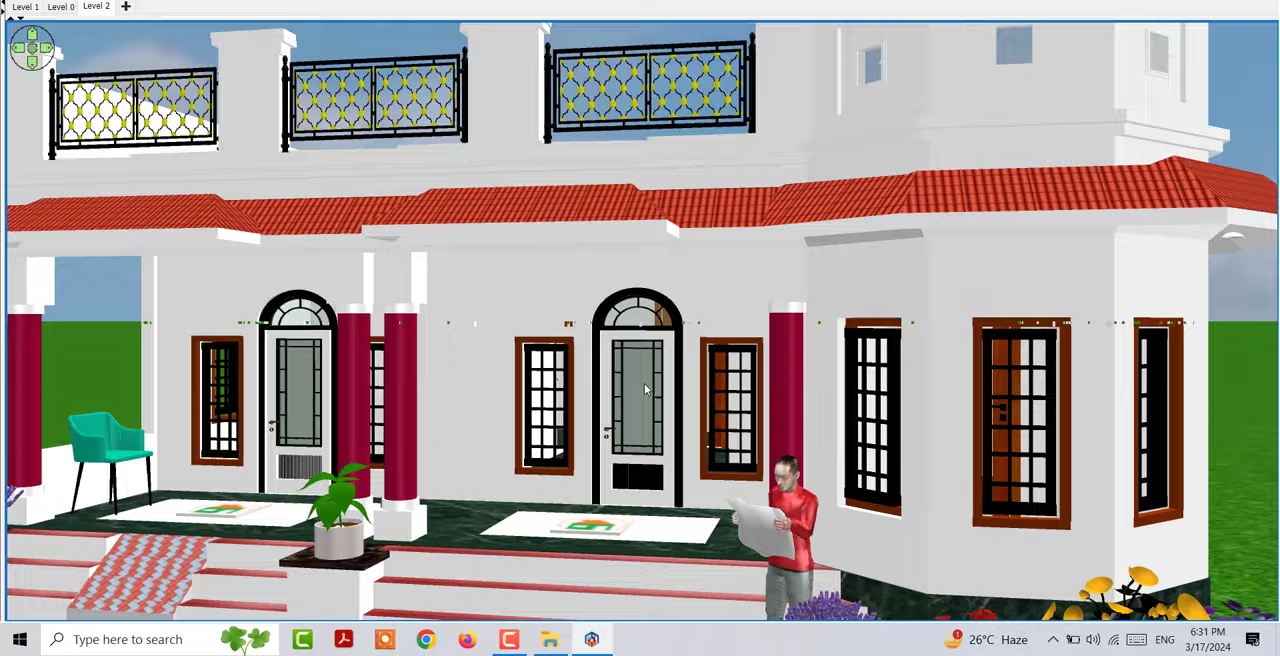 Level 1 Level 0 Level 2
Type here to search
1
26°C Haze
ENG
6:31 PM
3/17/2024